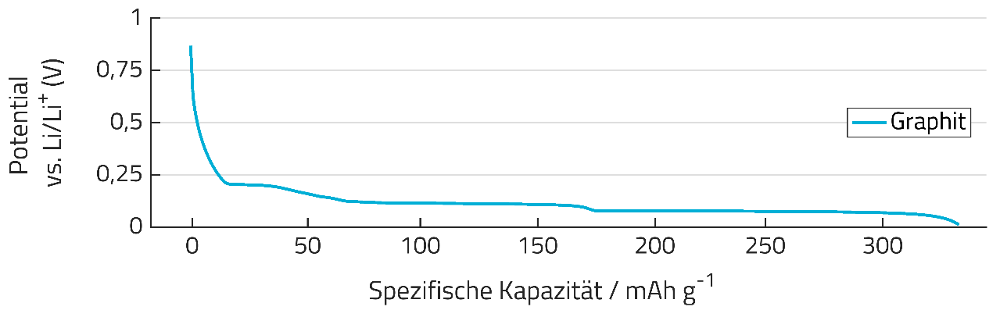 1
0,75
0,5
0,25
0
Potential
vs. Li/Li⁺ (V)
Graphit
0 50 100 150 200 250 300
Spezifische Kapazität / mAh g⁻¹